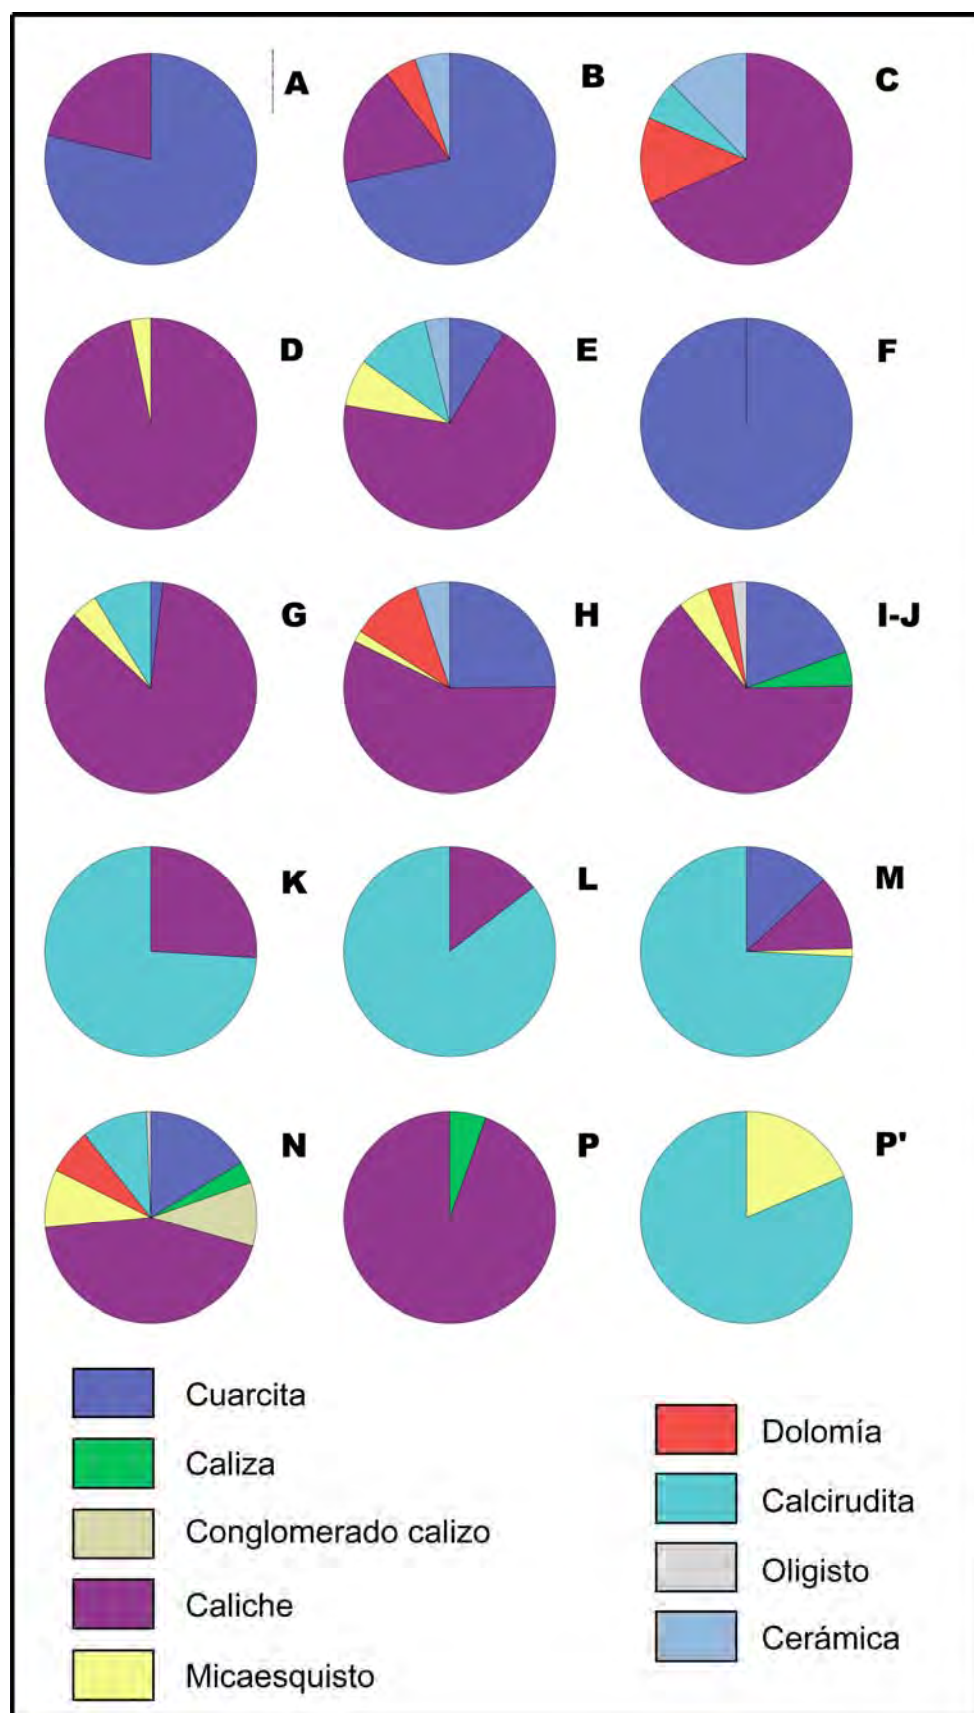 A
B
C
D
E
F
G
H
I-J
K
L
M
N
P
P'
Cuarcita
Caliza
Conglomerado calizo
Caliche
Micaesquisto
Dolomía
Calcirudita
Oligisto
Cerámica